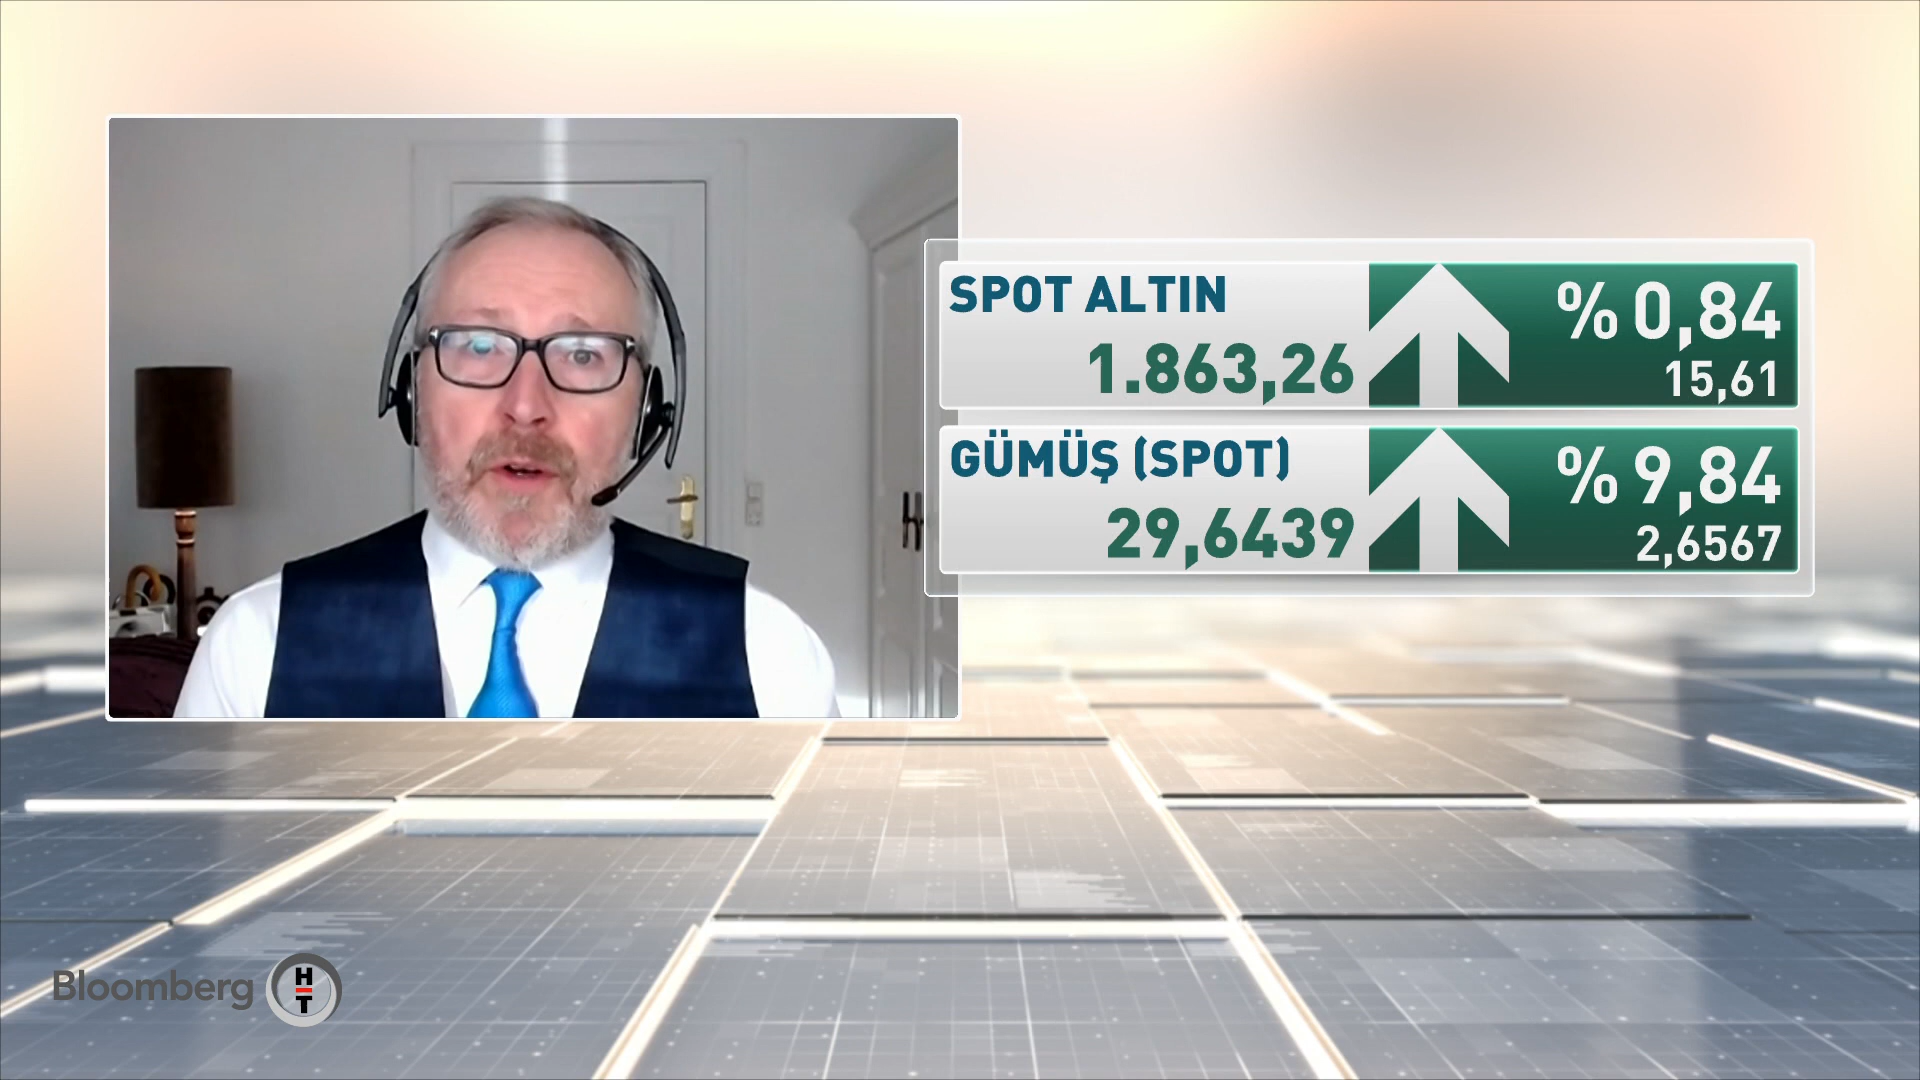 SPOT ALTIN
1.863,26
% 0,84
15,61
GÜMÜŞ (SPOT)
29,6439
% 9,84
2,6567
Bloomberg HT